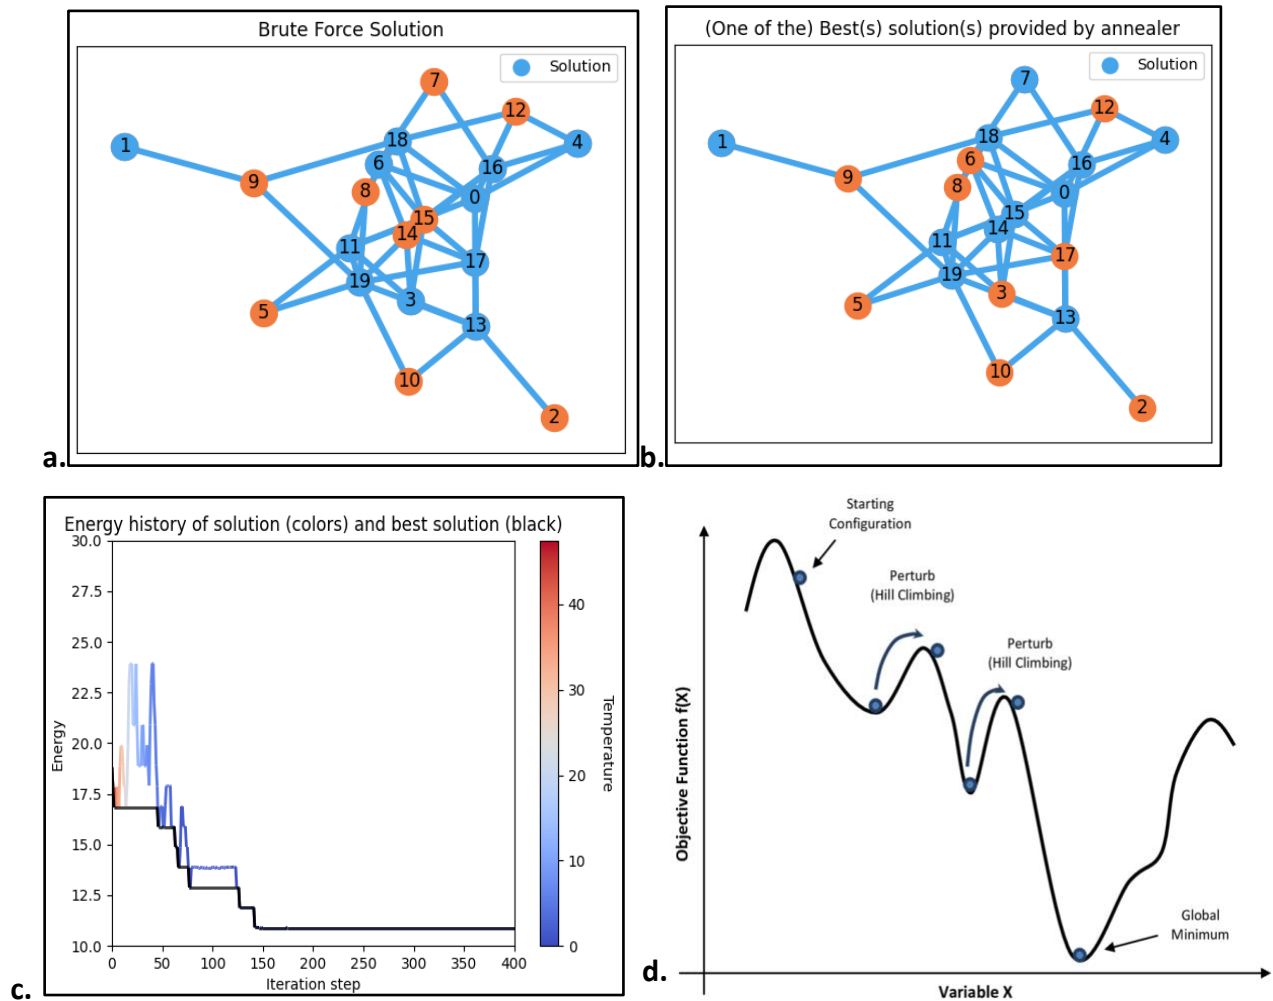 Brute Force Solution
Solution
7
12
1
18
4
6
16
9
8
0
15
14
11
17
19
3
5
13
10
2
a.
(One of the) Best(s) solution(s) provided by annealer
Solution
7
12
1
18
4
6
16
9
8
0
15
14
11
17
19
3
5
13
10
2
b.
Energy history of solution (colors) and best solution (black)
30.0
27.5
25.0
22.5
20.0
17.5
15.0
12.5
10.0
Energy
0
50
100
150
200
250
300
350
400
Iteration step
40
30
20
10
0
Temperature
c.
Starting
Configuration
Perturb
(Hill Climbing)
Perturb
(Hill Climbing)
Objective Function f(X)
Global
Minimum
Variable X
d.